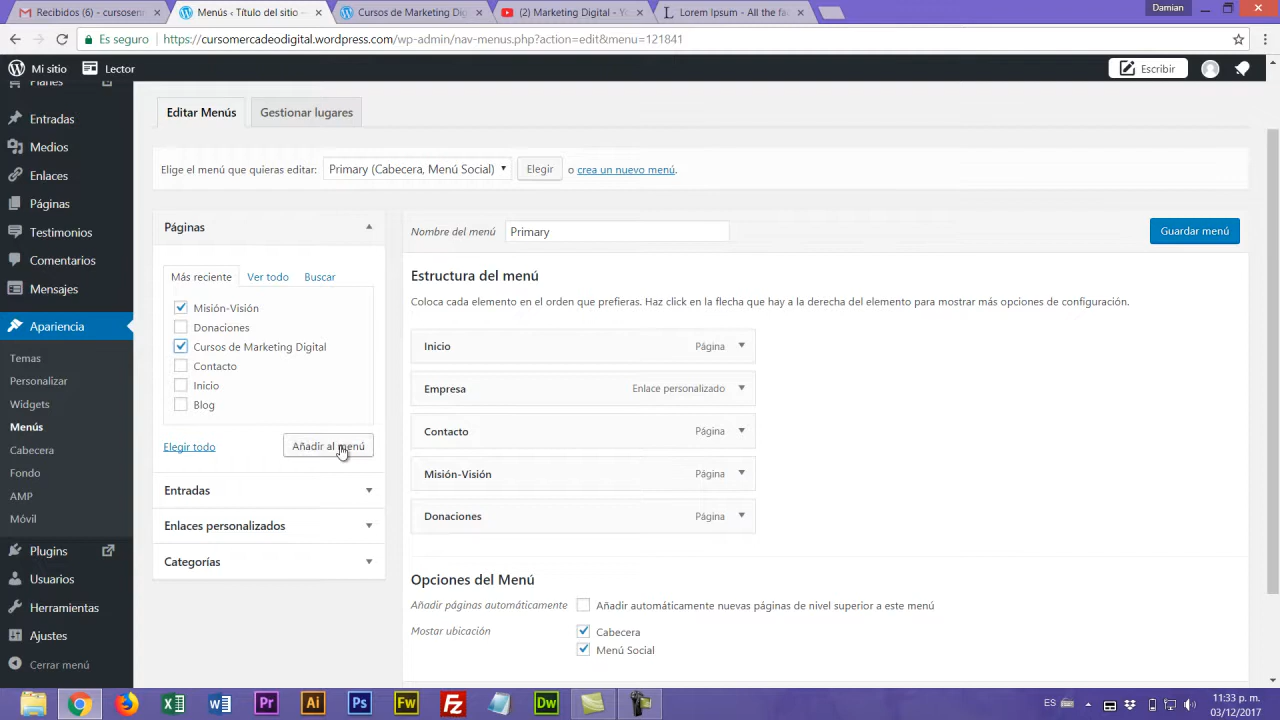 Recibidos (6) - cursosem
Menús ‹ Título del sitio —
Cursos de Marketing Dig
(2) Marketing Digital - Yo
Lorem Ipsum - All the fa
Damian
Es seguro
https://cursomercadeodigital.wordpress.com/wp-admin/nav-menus.php?action=edit&menu=121841
Mi sitio
Lector
Escribir
Planes
Entradas
Medios
Enlaces
Páginas
Testimonios
Comentarios
Mensajes
Apariencia
Temas
Personalizar
Widgets
Menús
Cabecera
Fondo
AMP
Móvil
Plugins
Usuarios
Herramientas
Ajustes
Cerrar menú
Editar Menús
Gestionar lugares
Elige el menú que quieras editar: Primary (Cabecera, Menú Social) Elegir o crea un nuevo menú.
Páginas
Más reciente Ver todo Buscar
Misión-Visión
Donaciones
Cursos de Marketing Digital
Contacto
Inicio
Blog
Elegir todo
Añadir al menú
Entradas
Enlaces personalizados
Categorías
Nombre del menú Primary
Guardar menú
Estructura del menú
Coloca cada elemento en el orden que prefieras. Haz click en la flecha que hay a la derecha del elemento para mostrar más opciones de configuración.
Inicio Página
Empresa Enlace personalizado
Contacto Página
Misión-Visión Página
Donaciones Página
Opciones del Menú
Añadir páginas automáticamente Añadir automáticamente nuevas páginas de nivel superior a este menú
Mostar ubicación Cabecera
Menú Social
Pr
Ai
Ps
Fw
Fz
Dw
ES
11:33 p. m.
03/12/2017